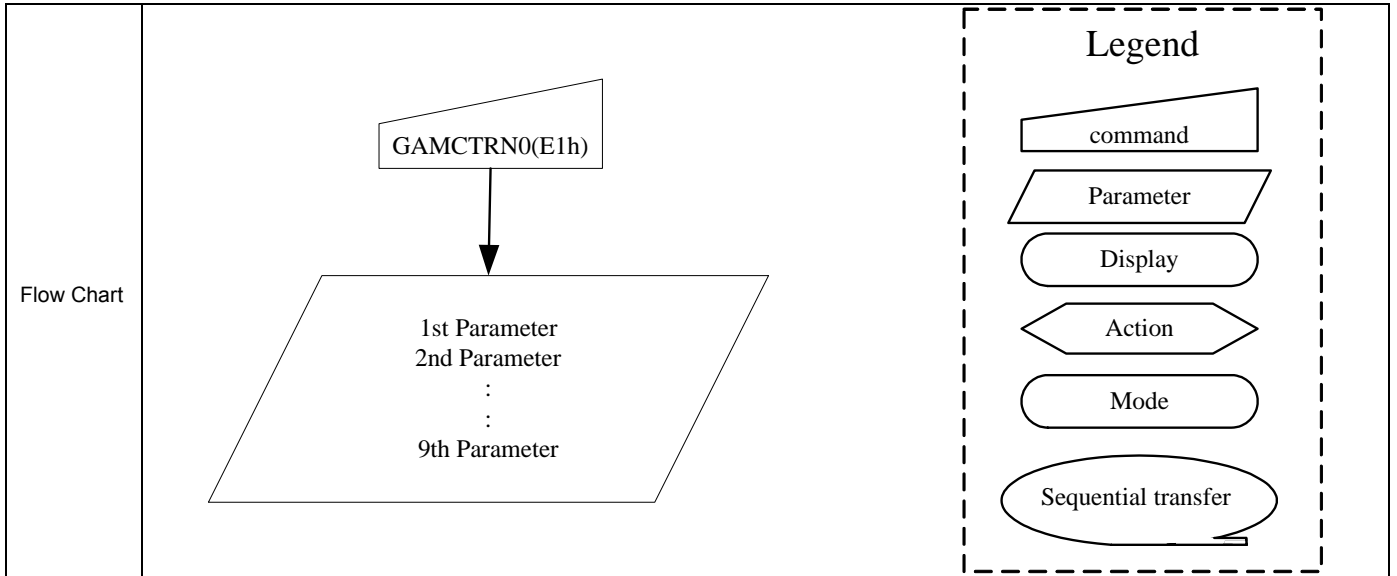 Flow Chart
GAMCTRN0(E1h)
1st Parameter
2nd Parameter
:
:
9th Parameter
Legend
command
Parameter
Display
Action
Mode
Sequential transfer